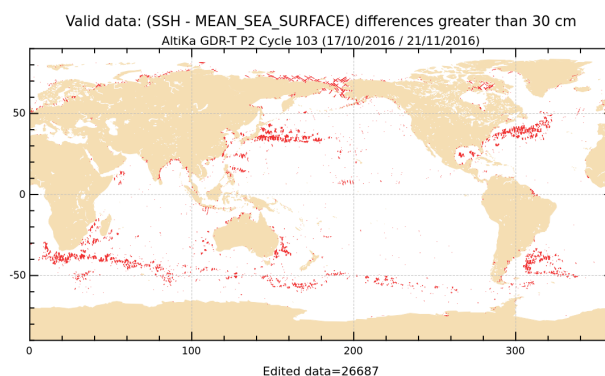 Valid data: (SSH - MEAN_SEA_SURFACE) differences greater than 30 cm
AltiKa GDR-T P2 Cycle 103 (17/10/2016 / 21/11/2016)
50
0
-50
0 100 200 300
Edited data=26687